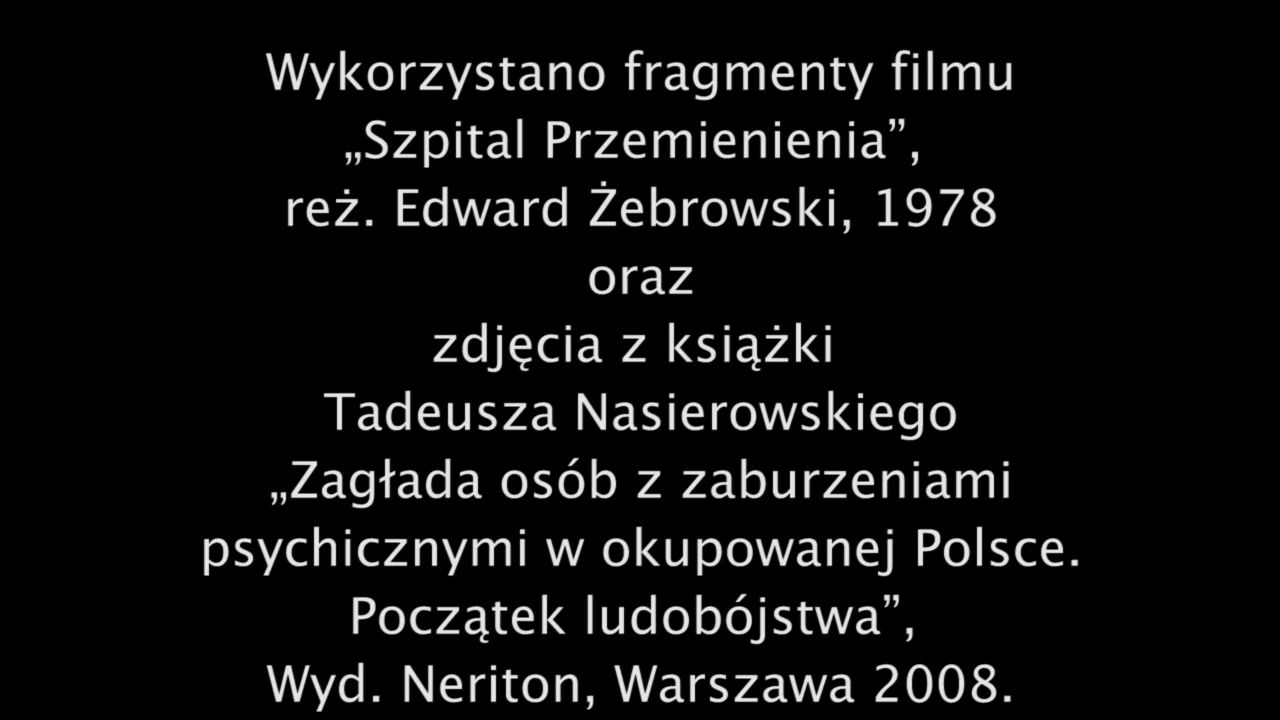 Wykorzystano fragmenty filmu
„Szpital Przemienienia”,
reż. Edward Żebrowski, 1978
oraz
zdjęcia z książki
Tadeusza Nasierowskiego
„Zagłada osób z zaburzeniami
psychicznymi w okupowanej Polsce.
Początek ludobójstwa”,
Wyd. Neriton, Warszawa 2008.